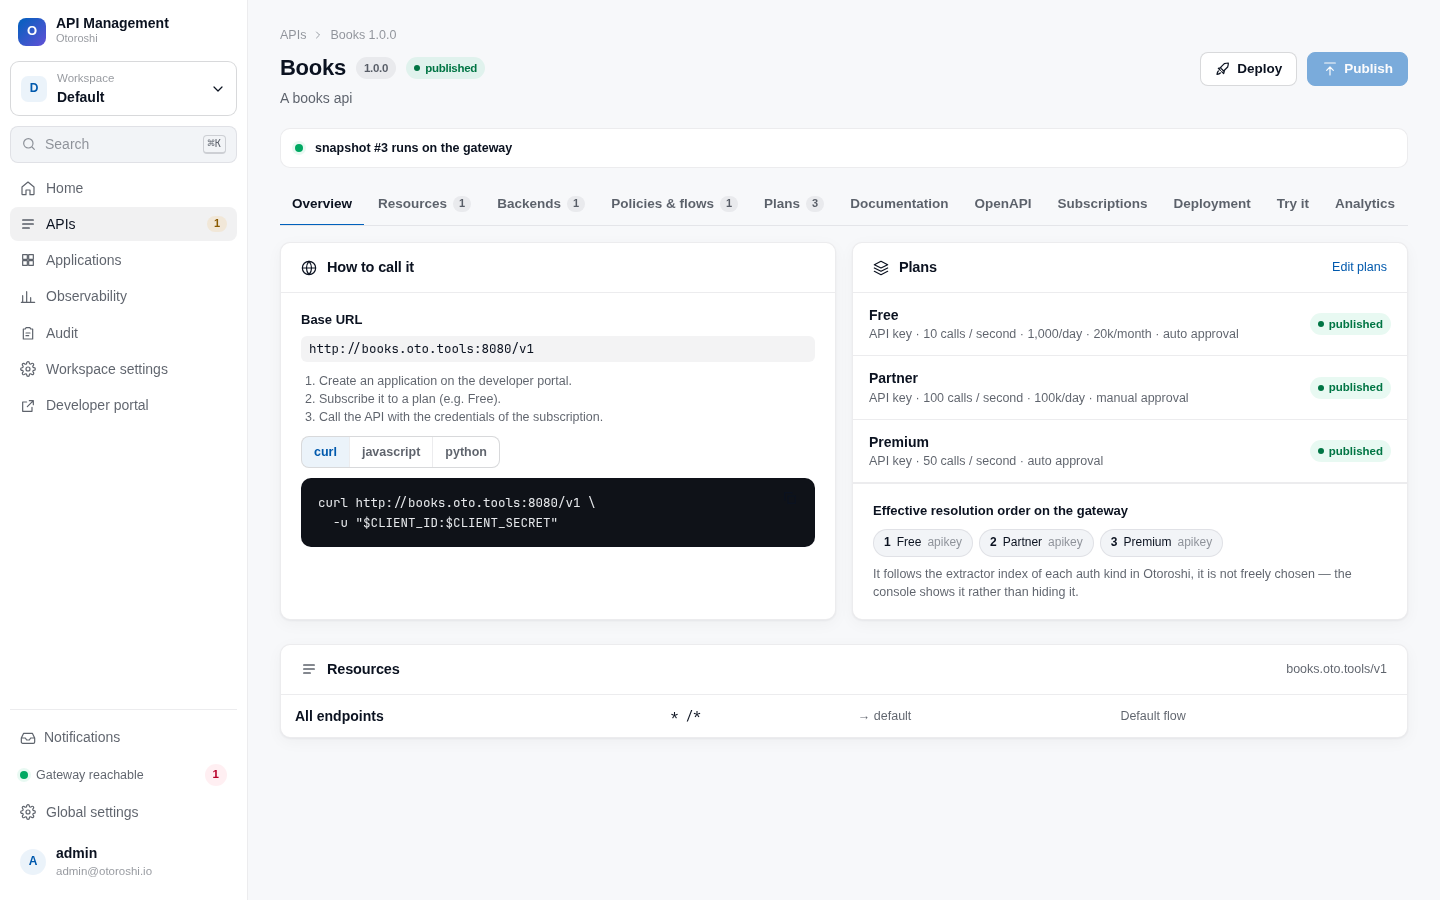 O
API Management
Otoroshi
D
Workspace
Default
Search
⌘K
Home
APIs
1
Applications
Observability
Audit
Workspace settings
Developer portal
Notifications
Gateway reachable
1
Global settings
A
admin
admin@otoroshi.io
APIs > Books 1.0.0
Books 1.0.0 published
Deploy
Publish
A books api
snapshot #3 runs on the gateway
Overview Resources 1 Backends 1 Policies & flows 1 Plans 3 Documentation OpenAPI Subscriptions Deployment Try it Analytics
How to call it
Base URL
http://books.oto.tools:8080/v1
1. Create an application on the developer portal.
2. Subscribe it to a plan (e.g. Free).
3. Call the API with the credentials of the subscription.
curl javascript python
curl http://books.oto.tools:8080/v1 \
-u "$CLIENT_ID:$CLIENT_SECRET"
Plans
Edit plans
Free
API key · 10 calls / second · 1,000/day · 20k/month · auto approval
published
Partner
API key · 100 calls / second · 100k/day · manual approval
published
Premium
API key · 50 calls / second · auto approval
published
Effective resolution order on the gateway
1 Free apikey 2 Partner apikey 3 Premium apikey
It follows the extractor index of each auth kind in Otoroshi, it is not freely chosen — the
console shows it rather than hiding it.
Resources
books.oto.tools/v1
All endpoints * /* → default Default flow